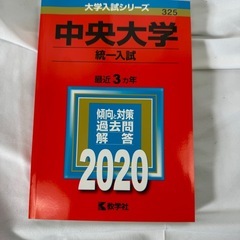 大学入試シリーズ
325
中央大学
統一入試
最近3カ年
傾向と対策
過去問
解答
2020
教学社